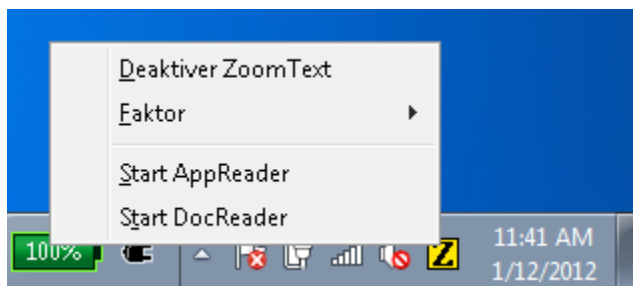 Deaktiver ZoomText
Faktor
Start AppReader
Start DocReader
100%
Z
11:41 AM
1/12/2012